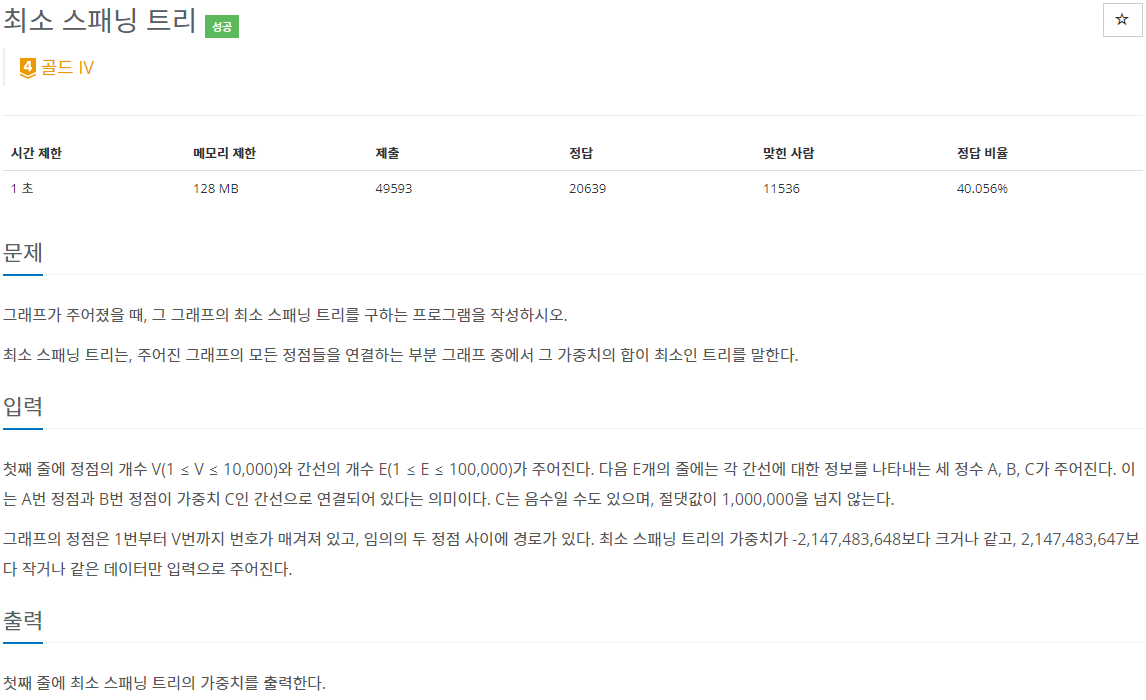 최소 스패닝 트리 성공
☆
4 골드 IV
시간 제한 메모리 제한 제출 정답 맞힌 사람 정답 비율
1 초 128 MB 49593 20639 11536 40.056%
문제
그래프가 주어졌을 때, 그 그래프의 최소 스패닝 트리를 구하는 프로그램을 작성하시오.
최소 스패닝 트리는, 주어진 그래프의 모든 정점들을 연결하는 부분 그래프 중에서 그 가중치의 합이 최소인 트리를 말한다.
입력
첫째 줄에 정점의 개수 V(1 ≤ V ≤ 10,000)와 간선의 개수 E(1 ≤ E ≤ 100,000)가 주어진다. 다음 E개의 줄에는 각 간선에 대한 정보를 나타내는 세 정수 A, B, C가 주어진다. 이
는 A번 정점과 B번 정점이 가중치 C인 간선으로 연결되어 있다는 의미이다. C는 음수일 수도 있으며, 절댓값이 1,000,000을 넘지 않는다.
그래프의 정점은 1번부터 V번까지 번호가 매겨져 있고, 임의의 두 정점 사이에 경로가 있다. 최소 스패닝 트리의 가중치가 -2,147,483,648보다 크거나 같고, 2,147,483,647보
다 작거나 같은 데이터만 입력으로 주어진다.
출력
첫째 줄에 최소 스패닝 트리의 가중치를 출력한다.